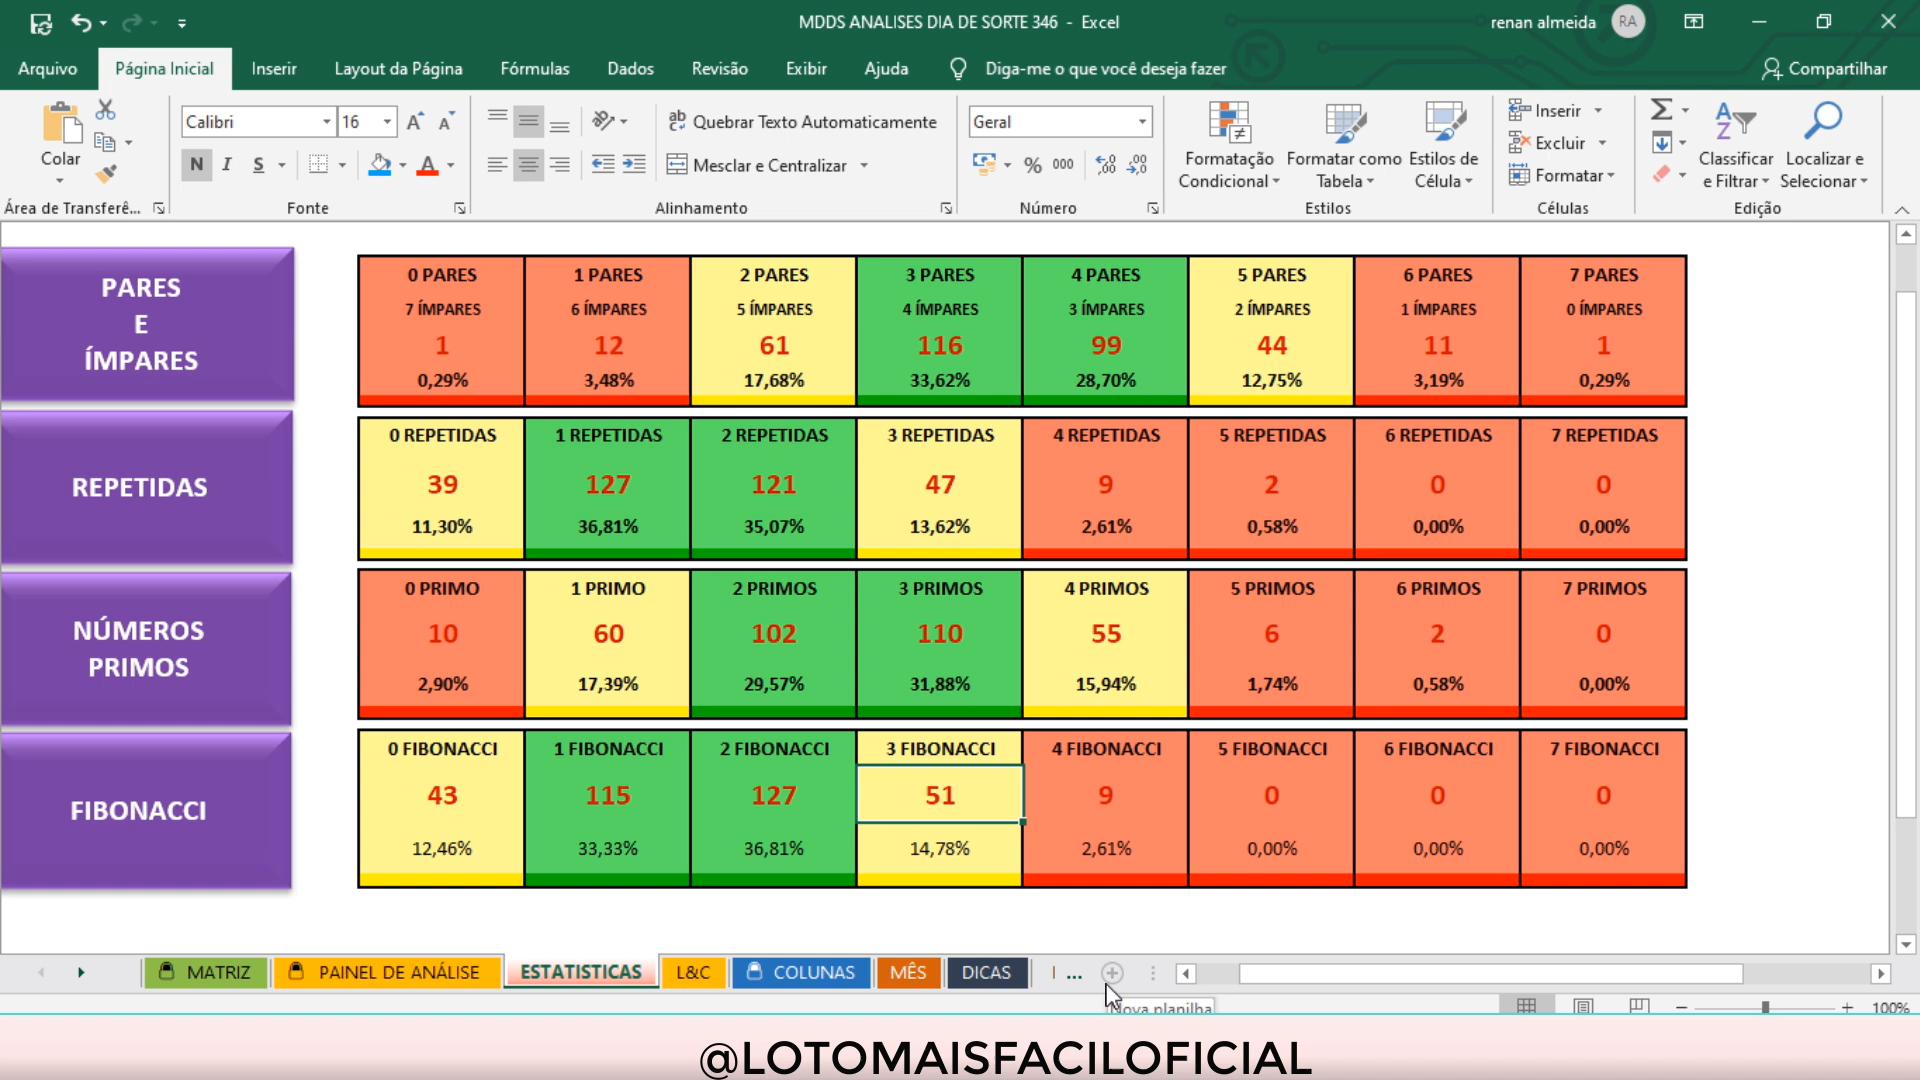 MDDS ANALISES DIA DE SORTE 346 - Excel
renan almeida
RA
Arquivo
Página Inicial
Inserir
Layout da Página
Fórmulas
Dados
Revisão
Exibir
Ajuda
Diga-me o que você deseja fazer
Compartilhar
Colar
Área de Transferê...
Calibri
16
N I S
Fonte
Quebrar Texto Automaticamente
Mesclar e Centralizar
Alinhamento
Geral
% 000
Número
Formatação Condicional
Formatar como Tabela
Estilos de Célula
Estilos
Inserir
Excluir
Formatar
Células
Classificar e Filtrar
Localizar e Selecionar
Edição
PARES
E
ÍMPARES
0 PARES 1 PARES 2 PARES 3 PARES 4 PARES 5 PARES 6 PARES 7 PARES
7 ÍMPARES 6 ÍMPARES 5 ÍMPARES 4 ÍMPARES 3 ÍMPARES 2 ÍMPARES 1 ÍMPARES 0 ÍMPARES
1 12 61 116 99 44 11 1
0,29% 3,48% 17,68% 33,62% 28,70% 12,75% 3,19% 0,29%
REPETIDAS
0 REPETIDAS 1 REPETIDAS 2 REPETIDAS 3 REPETIDAS 4 REPETIDAS 5 REPETIDAS 6 REPETIDAS 7 REPETIDAS
39 127 121 47 9 2 0 0
11,30% 36,81% 35,07% 13,62% 2,61% 0,58% 0,00% 0,00%
NÚMEROS
PRIMOS
0 PRIMO 1 PRIMO 2 PRIMOS 3 PRIMOS 4 PRIMOS 5 PRIMOS 6 PRIMOS 7 PRIMOS
10 60 102 110 55 6 2 0
2,90% 17,39% 29,57% 31,88% 15,94% 1,74% 0,58% 0,00%
FIBONACCI
0 FIBONACCI 1 FIBONACCI 2 FIBONACCI 3 FIBONACCI 4 FIBONACCI 5 FIBONACCI 6 FIBONACCI 7 FIBONACCI
43 115 127 51 9 0 0 0
12,46% 33,33% 36,81% 14,78% 2,61% 0,00% 0,00% 0,00%
MATRIZ
PAINEL DE ANÁLISE
ESTATISTICAS
L&C
COLUNAS
MÊS
DICAS
...
Nova planilha
100%
@LOTOMAISFACILOFICIAL